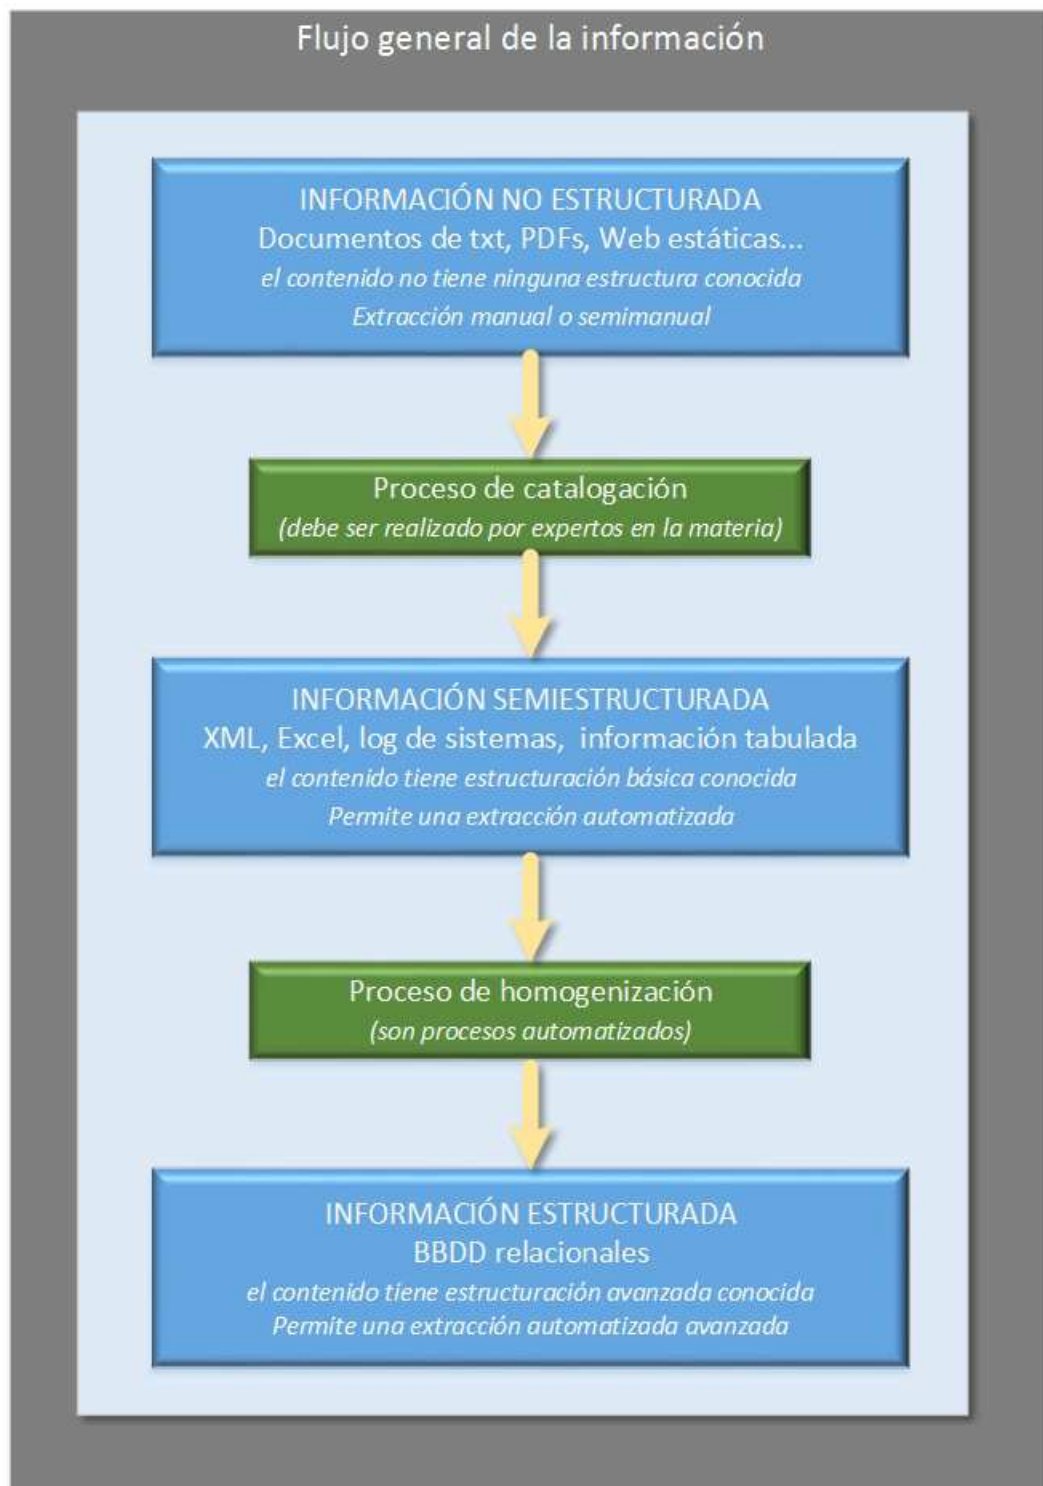 Flujo general de la información
INFORMACIÓN NO ESTRUCTURADA
Documentos de txt, PDFs, Web estáticas...
el contenido no tiene ninguna estructura conocida
Extracción manual o semimanual
Proceso de catalogación
(debe ser realizado por expertos en la materia)
INFORMACIÓN SEMIESTRUCTURADA
XML, Excel, log de sistemas, información tabulada
el contenido tiene estructuración básica conocida
Permite una extracción automatizada
Proceso de homogenización
(son procesos automatizados)
INFORMACIÓN ESTRUCTURADA
BBDD relacionales
el contenido tiene estructuración avanzada conocida
Permite una extracción automatizada avanzada